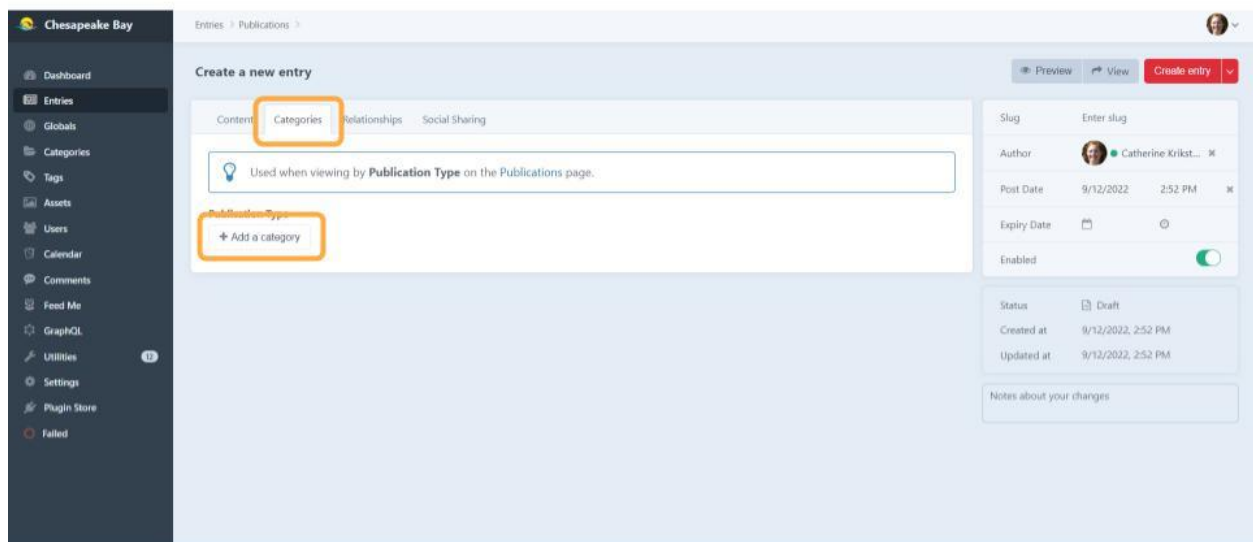 Chesapeake Bay
Entries > Publications >
Dashboard
Entries
Globals
Categories
Tags
Assets
Users
Calendar
Comments
Feed Me
GraphQL
Utilities 12
Settings
Plugin Store
Failed
Create a new entry
Preview
View
Create entry
Content Categories Relationships Social Sharing
Used when viewing by Publication Type on the Publications page.
Publication Type
+ Add a category
Slug Enter slug
Author Catherine Krikst...
Post Date 9/12/2022 2:52 PM
Expiry Date
Enabled
Status Draft
Created at 9/12/2022, 2:52 PM
Updated at 9/12/2022, 2:52 PM
Notes about your changes